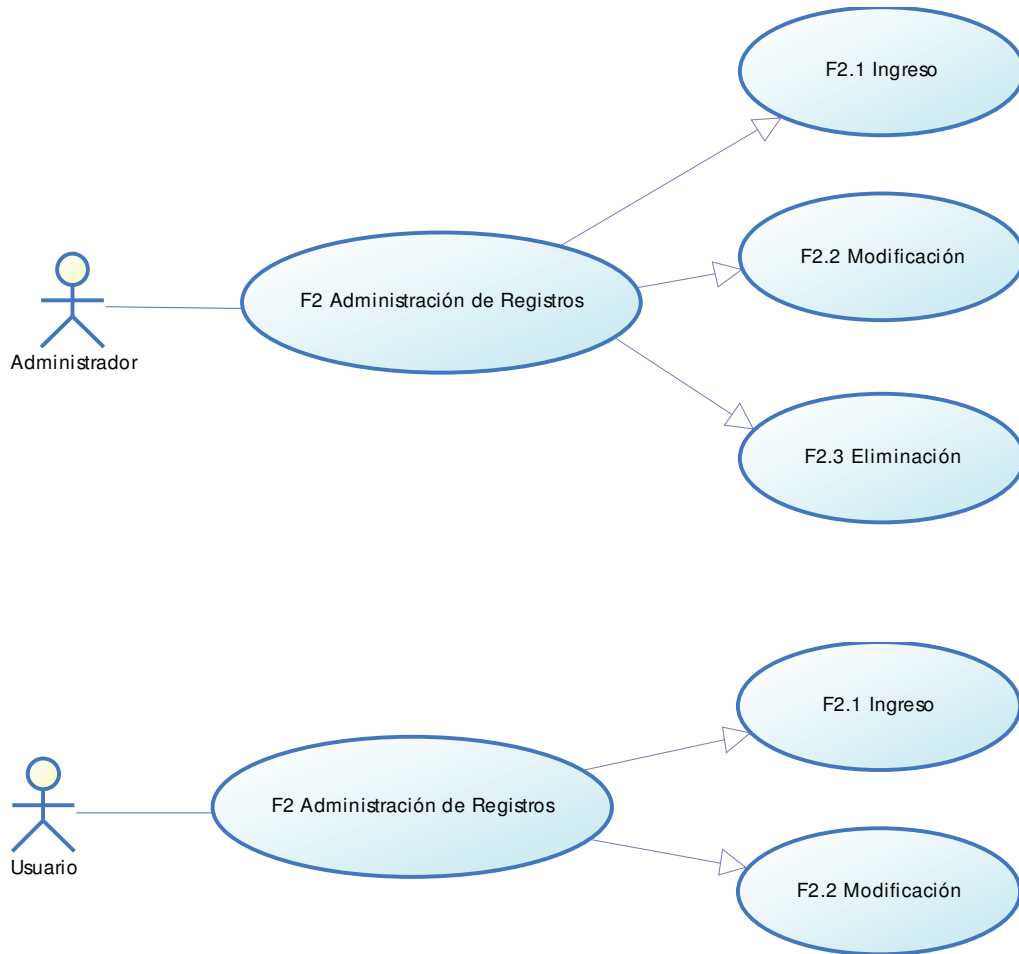 F2.1 Ingreso
F2.2 Modificación
F2 Administración de Registros
Administrador
F2.3 Eliminación
F2.1 Ingreso
F2 Administración de Registros
Usuario
F2.2 Modificación